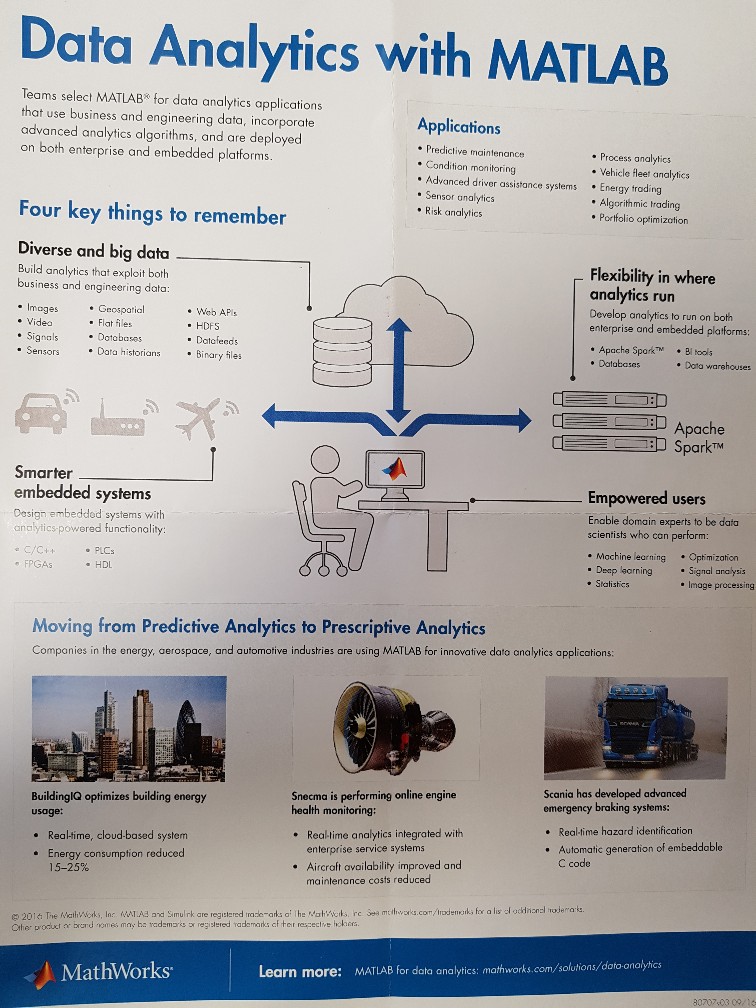 Data Analytics with MATLAB
Teams select MATLAB® for data analytics applications
that use business and engineering data, incorporate
advanced analytics algorithms, and are deployed
on both enterprise and embedded platforms.
Applications
• Predictive maintenance
• Condition monitoring
• Advanced driver assistance systems
• Sensor analytics
• Risk analytics
• Process analytics
• Vehicle fleet analytics
• Energy trading
• Algorithmic trading
• Portfolio optimization
Four key things to remember
Diverse and big data
Build analytics that exploit both
business and engineering data:
• Images
• Video
• Signals
• Sensors
• Geospatial
• Flat files
• Databases
• Data historians
• Web APIs
• HDFS
• Datafeeds
• Binary files
Flexibility in where
analytics run
Develop analytics to run on both
enterprise and embedded platforms:
• Apache Spark™
• Databases
• BI tools
• Data warehouses
Apache
Spark™
Smarter
embedded systems
Design embedded systems with
analytics-powered functionality:
• C/C++
• FPGAs
• PLCs
• HDL
Empowered users
Enable domain experts to be data
scientists who can perform:
• Machine learning
• Deep learning
• Statistics
• Optimization
• Signal analysis
• Image processing
Moving from Predictive Analytics to Prescriptive Analytics
Companies in the energy, aerospace, and automotive industries are using MATLAB for innovative data analytics applications:
BuildingIQ optimizes building energy
usage:
• Real-time, cloud-based system
• Energy consumption reduced
15–25%
Snecma is performing online engine
health monitoring:
• Real-time analytics integrated with
enterprise service systems
• Aircraft availability improved and
maintenance costs reduced
SCANIA
Scania has developed advanced
emergency braking systems:
• Real-time hazard identification
• Automatic generation of embeddable
C code
© 2016 The MathWorks, Inc. MATLAB and Simulink are registered trademarks of The MathWorks, Inc. See mathworks.com/trademarks for a list of additional trademarks.
Other product or brand names may be trademarks or registered trademarks of their respective holders.
MathWorks®
Learn more: MATLAB for data analytics: mathworks.com/solutions/data-analytics